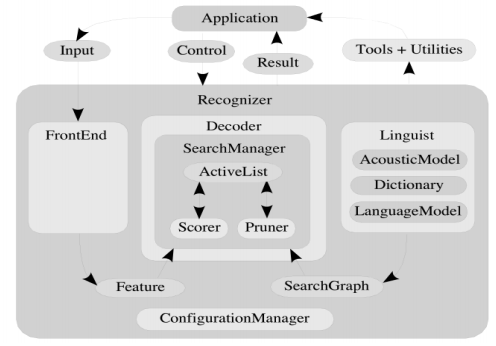 Application
Input
Control
Result
Tools + Utilities
Recognizer
FrontEnd
Decoder
SearchManager
ActiveList
Scorer
Pruner
Linguist
AcousticModel
Dictionary
LanguageModel
Feature
SearchGraph
ConfigurationManager